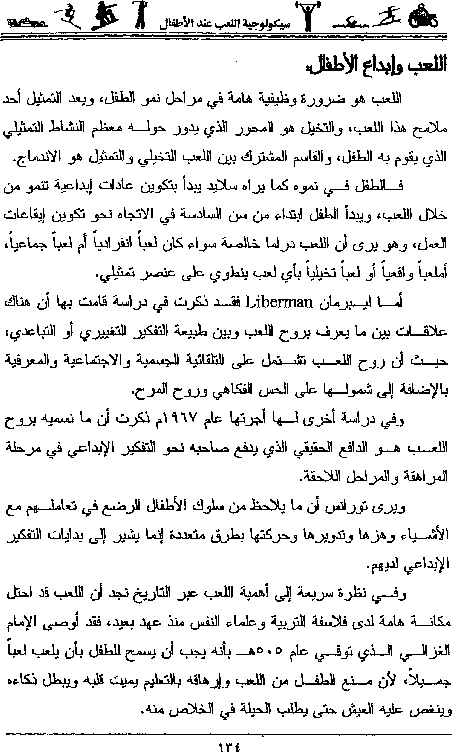 سيكولوجية اللعب عند الأطفال
اللعب وإبداع الأطفال:
اللعب هو ضرورة وظيفية هامة في مراحل نمو الطفل، ويعد التمثيل أحد
ملامح هذا اللعب، والتخيل هو المحور الذي يدور حوله معظم النشاط التمثيلي
الذي يقوم به الطفل، والقاسم المشترك بين اللعب التخيلي والتمثيل هو الاندماج.
فالطفل في نموه كما يراه سلايد يبدأ بتكوين عادات إبداعية تنمو من
خلال اللعب، ويبدأ الطفل ابتداء من سن السادسة في الاتجاه نحو تكوين إيقاعات
العمل، وهو يرى أن اللعب دراما خالصة سواء كان لعباً انفرادياً أم لعباً جماعياً،
أملعباً واقعياً أو لعباً تخيلياً بأي لعب ينطوي على عنصر تمثيلي.
أما ليبرمان Liberman فقد ذكرت في دراسة قامت بها أن هناك
علاقات بين ما يعرف بروح اللعب وبين طبيعة التفكير التغييري أو التباعدي،
حيث أن روح اللعب تشتمل على التلقائية الجسمية والاجتماعية والمعرفية
بالإضافة إلى شمولها على الحس الفكاهي وروح المرح.
وفي دراسة أخرى لها أجرتها عام ١٩٦٧م ذكرت أن ما نسميه بروح
اللعب هو الدافع الحقيقي الذي يدفع صاحبه نحو التفكير الإبداعي في مرحلة
المراهقة والمراحل اللاحقة.
ويرى تورانس أن ما يلاحظ من سلوك الأطفال الرضع في تعاملهم مع
الأشياء وهزها وتدويرها وحركتها بطرق متعددة إنما يشير إلى بدايات التفكير
الإبداعي لديهم.
وفي نظرة سريعة إلى أهمية اللعب عبر التاريخ نجد أن اللعب قد احتل
مكانة هامة لدى فلاسفة التربية وعلماء النفس منذ عهد بعيد، فقد أوصى الإمام
الغزالي الذي توفي عام ٥٠٥هـ بأنه يجب أن يسمح للطفل بأن يلعب لعباً
جميلاً، لأن منع الطفل من اللعب وإرهاقه بالتعليم يميت قلبه ويبطل ذكاءه
وينغص عليه العيش حتى يطلب الحيلة في الخلاص منه.
١٣٤